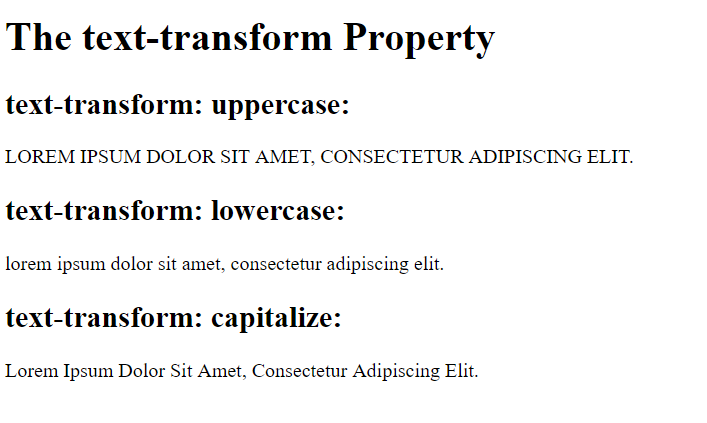 The text-transform Property
text-transform: uppercase:
LOREM IPSUM DOLOR SIT AMET, CONSECTETUR ADIPISCING ELIT.
text-transform: lowercase:
lorem ipsum dolor sit amet, consectetur adipiscing elit.
text-transform: capitalize:
Lorem Ipsum Dolor Sit Amet, Consectetur Adipiscing Elit.